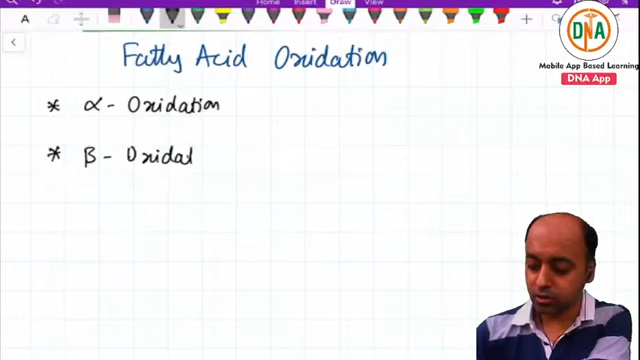 Home Insert Draw View
DNA
Mobile App Based Learning
DNA App
A
Fatty Acid Oxidation
* α - Oxidation
* β - Oxidat